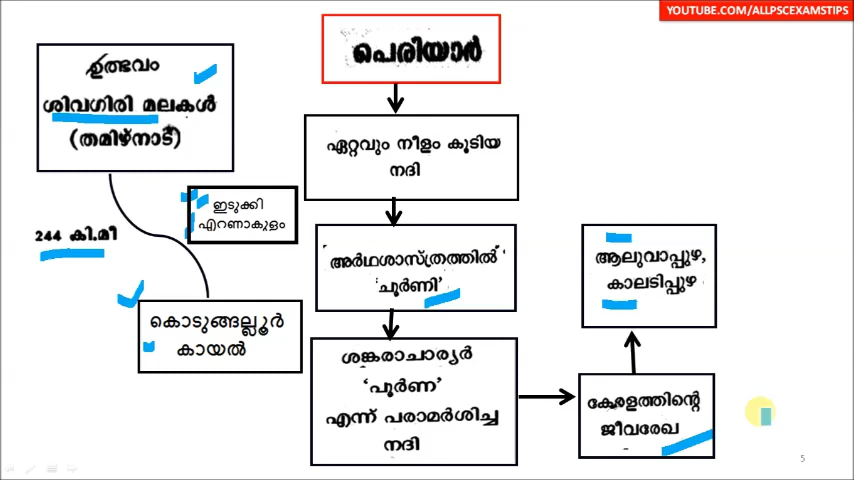 YOUTUBE.COM/ALLPSCEXAMSTIPS
പെരിയാർ
ഉത്ഭവം
ശിവഗിരി മലകൾ
(തമിഴ്നാട്)
ഏറ്റവും നീളം കൂടിയ
നദി
ഇടുക്കി
എറണാകുളം
244 കി.മീ
അർഥശാസ്ത്രത്തിൽ
'ചൂർണി'
ആലുവാപ്പുഴ,
കാലടിപ്പുഴ
കൊടുങ്ങല്ലൂർ
കായൽ
ശങ്കരാചാര്യർ
'പൂർണ'
എന്ന് പരാമർശിച്ച
നദി
കേരളത്തിന്റെ
ജീവരേഖ
5